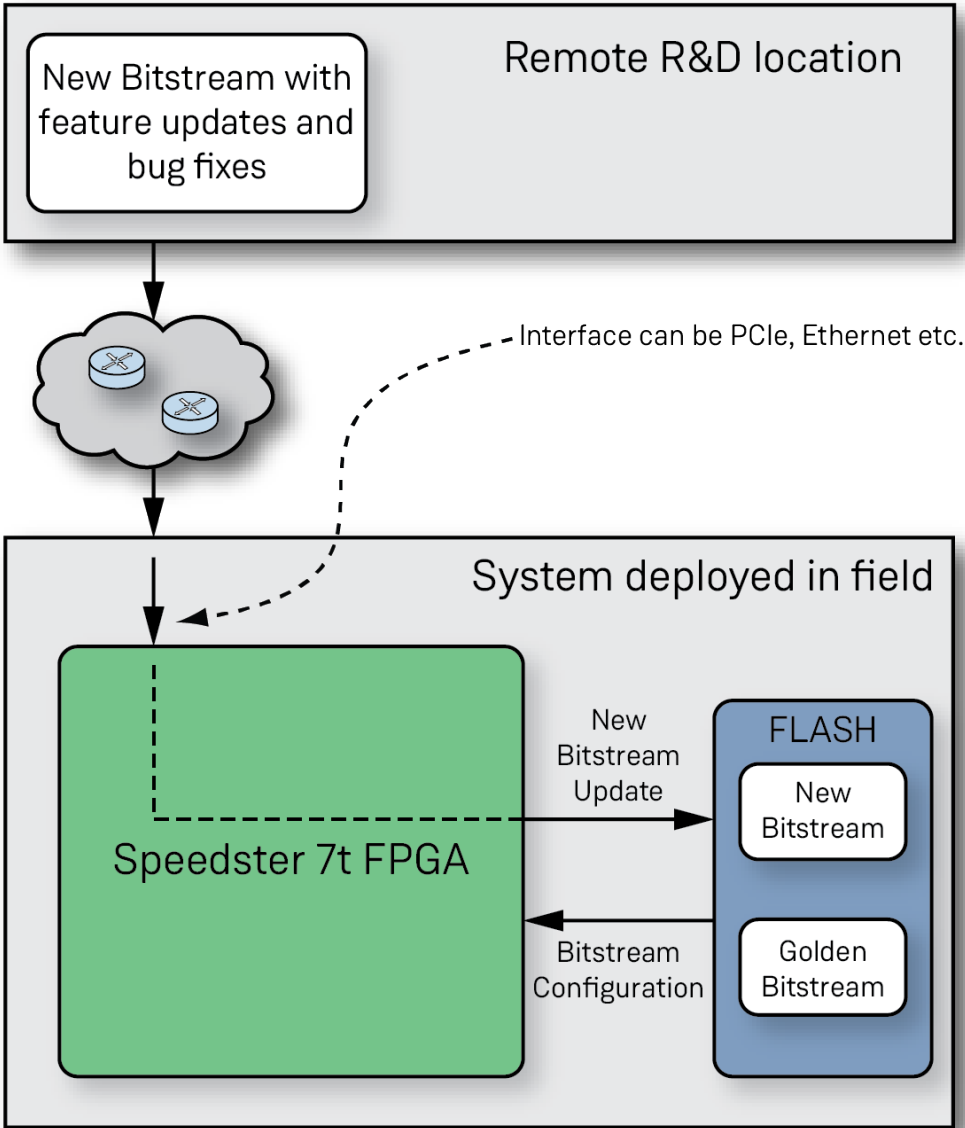 Remote R&D location
New Bitstream with
feature updates and
bug fixes
Interface can be PCIe, Ethernet etc.
System deployed in field
Speedster 7t FPGA
New
Bitstream
Update
FLASH
New
Bitstream
Bitstream
Configuration
Golden
Bitstream